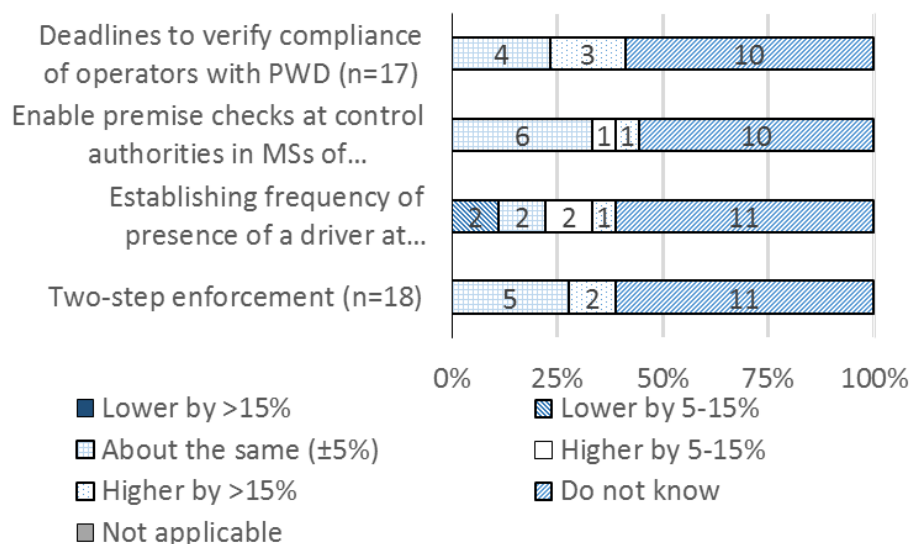 Deadlines to verify compliance
of operators with PWD (n=17)
4 3 10
Enable premise checks at control
authorities in MSs of...
6 1 1 10
Establishing frequency of
presence of a driver at...
2 2 2 1 11
Two-step enforcement (n=18)
5 2 11
0% 25% 50% 75% 100%
Lower by >15% Lower by 5-15%
About the same (±5%) Higher by 5-15%
Higher by >15% Do not know
Not applicable